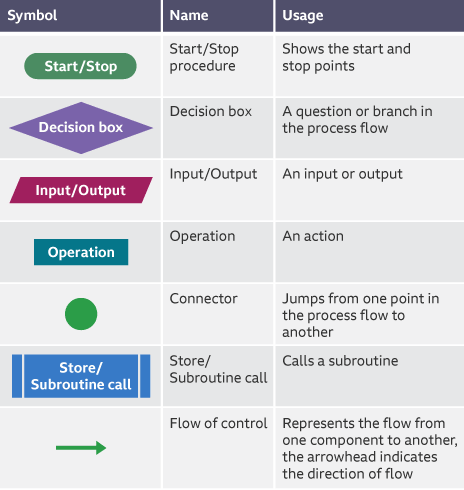 Symbol Name Usage
Start/Stop
Start/Stop
procedure
Shows the start and
stop points
Decision box
Decision box
A question or branch in
the process flow
Input/Output
Input/Output
An input or output
Operation
Operation
An action
Connector
Jumps from one point in
the process flow to
another
Store/
Subroutine call
Store/
Subroutine call
Calls a subroutine
Flow of control
Represents the flow from
one component to another,
the arrowhead indicates
the direction of flow